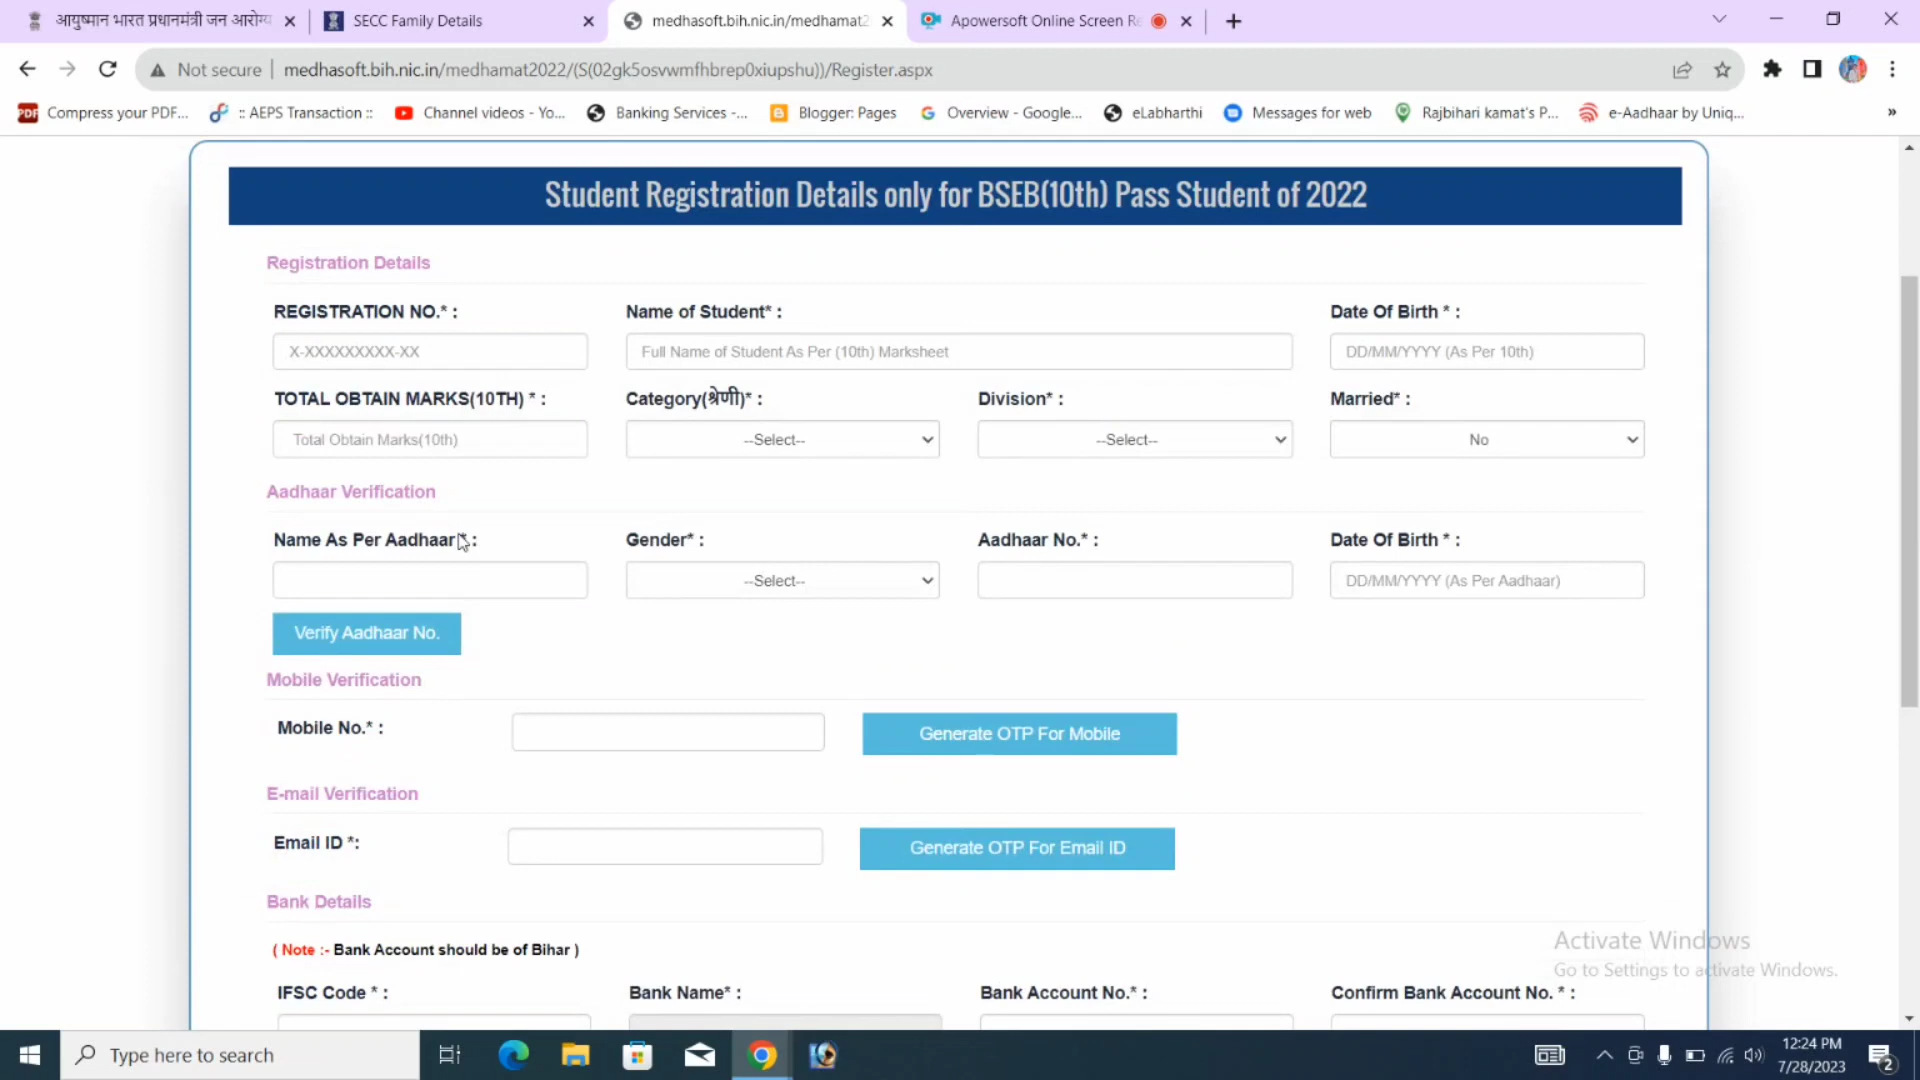 आयुष्मान भारत प्रधानमंत्री जन आरोग्य
SECC Family Details
medhasoft.bih.nic.in/medhamat2
Apowersoft Online Screen Re
Not secure
medhasoft.bih.nic.in/medhamat2022/(S(02gk5osvwmfhbrep0xiupshu))/Register.aspx
PDF
Compress your PDF...
:: AEPS Transaction ::
Channel videos - Yo...
Banking Services -...
Blogger: Pages
Overview - Google...
eLabharthi
Messages for web
Rajbihari kamat's P...
e-Aadhaar by Uniq...
»
Student Registration Details only for BSEB(10th) Pass Student of 2022
Registration Details
REGISTRATION NO.* :
Name of Student* :
Date Of Birth * :
X-XXXXXXXXX-XX
Full Name of Student As Per (10th) Marksheet
DD/MM/YYYY (As Per 10th)
TOTAL OBTAIN MARKS(10TH) * :
Category(श्रेणी)* :
Division* :
Married* :
Total Obtain Marks(10th)
--Select--
--Select--
No
Aadhaar Verification
Name As Per Aadhaar* :
Gender* :
Aadhaar No.* :
Date Of Birth * :
--Select--
DD/MM/YYYY (As Per Aadhaar)
Verify Aadhaar No.
Mobile Verification
Mobile No.* :
Generate OTP For Mobile
E-mail Verification
Email ID *:
Generate OTP For Email ID
Bank Details
( Note :- Bank Account should be of Bihar )
Activate Windows
Go to Settings to activate Windows.
IFSC Code * :
Bank Name* :
Bank Account No.* :
Confirm Bank Account No. * :
Type here to search
12:24 PM
7/28/2023
2